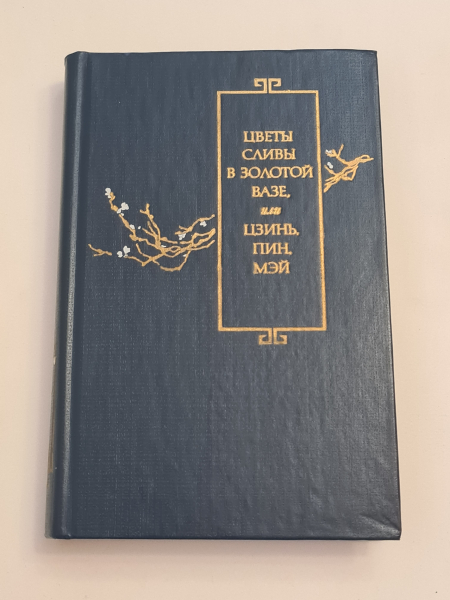 ЦВЕТЫ
СЛИВЫ
В ЗОЛОТОЙ
ВАЗЕ,
или
ЦЗИНЬ,
ПИН,
МЭЙ